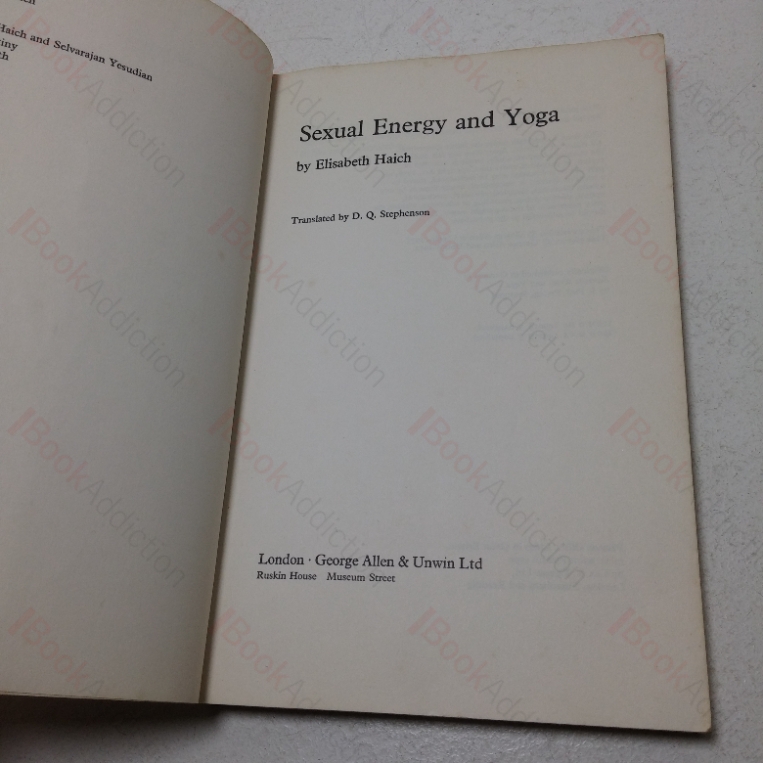 Haich and Selvarajan Yesudian
Sexual Energy and Yoga
by Elisabeth Haich
Translated by D. Q. Stephenson
London · George Allen & Unwin Ltd
Ruskin House Museum Street
BookAddiction